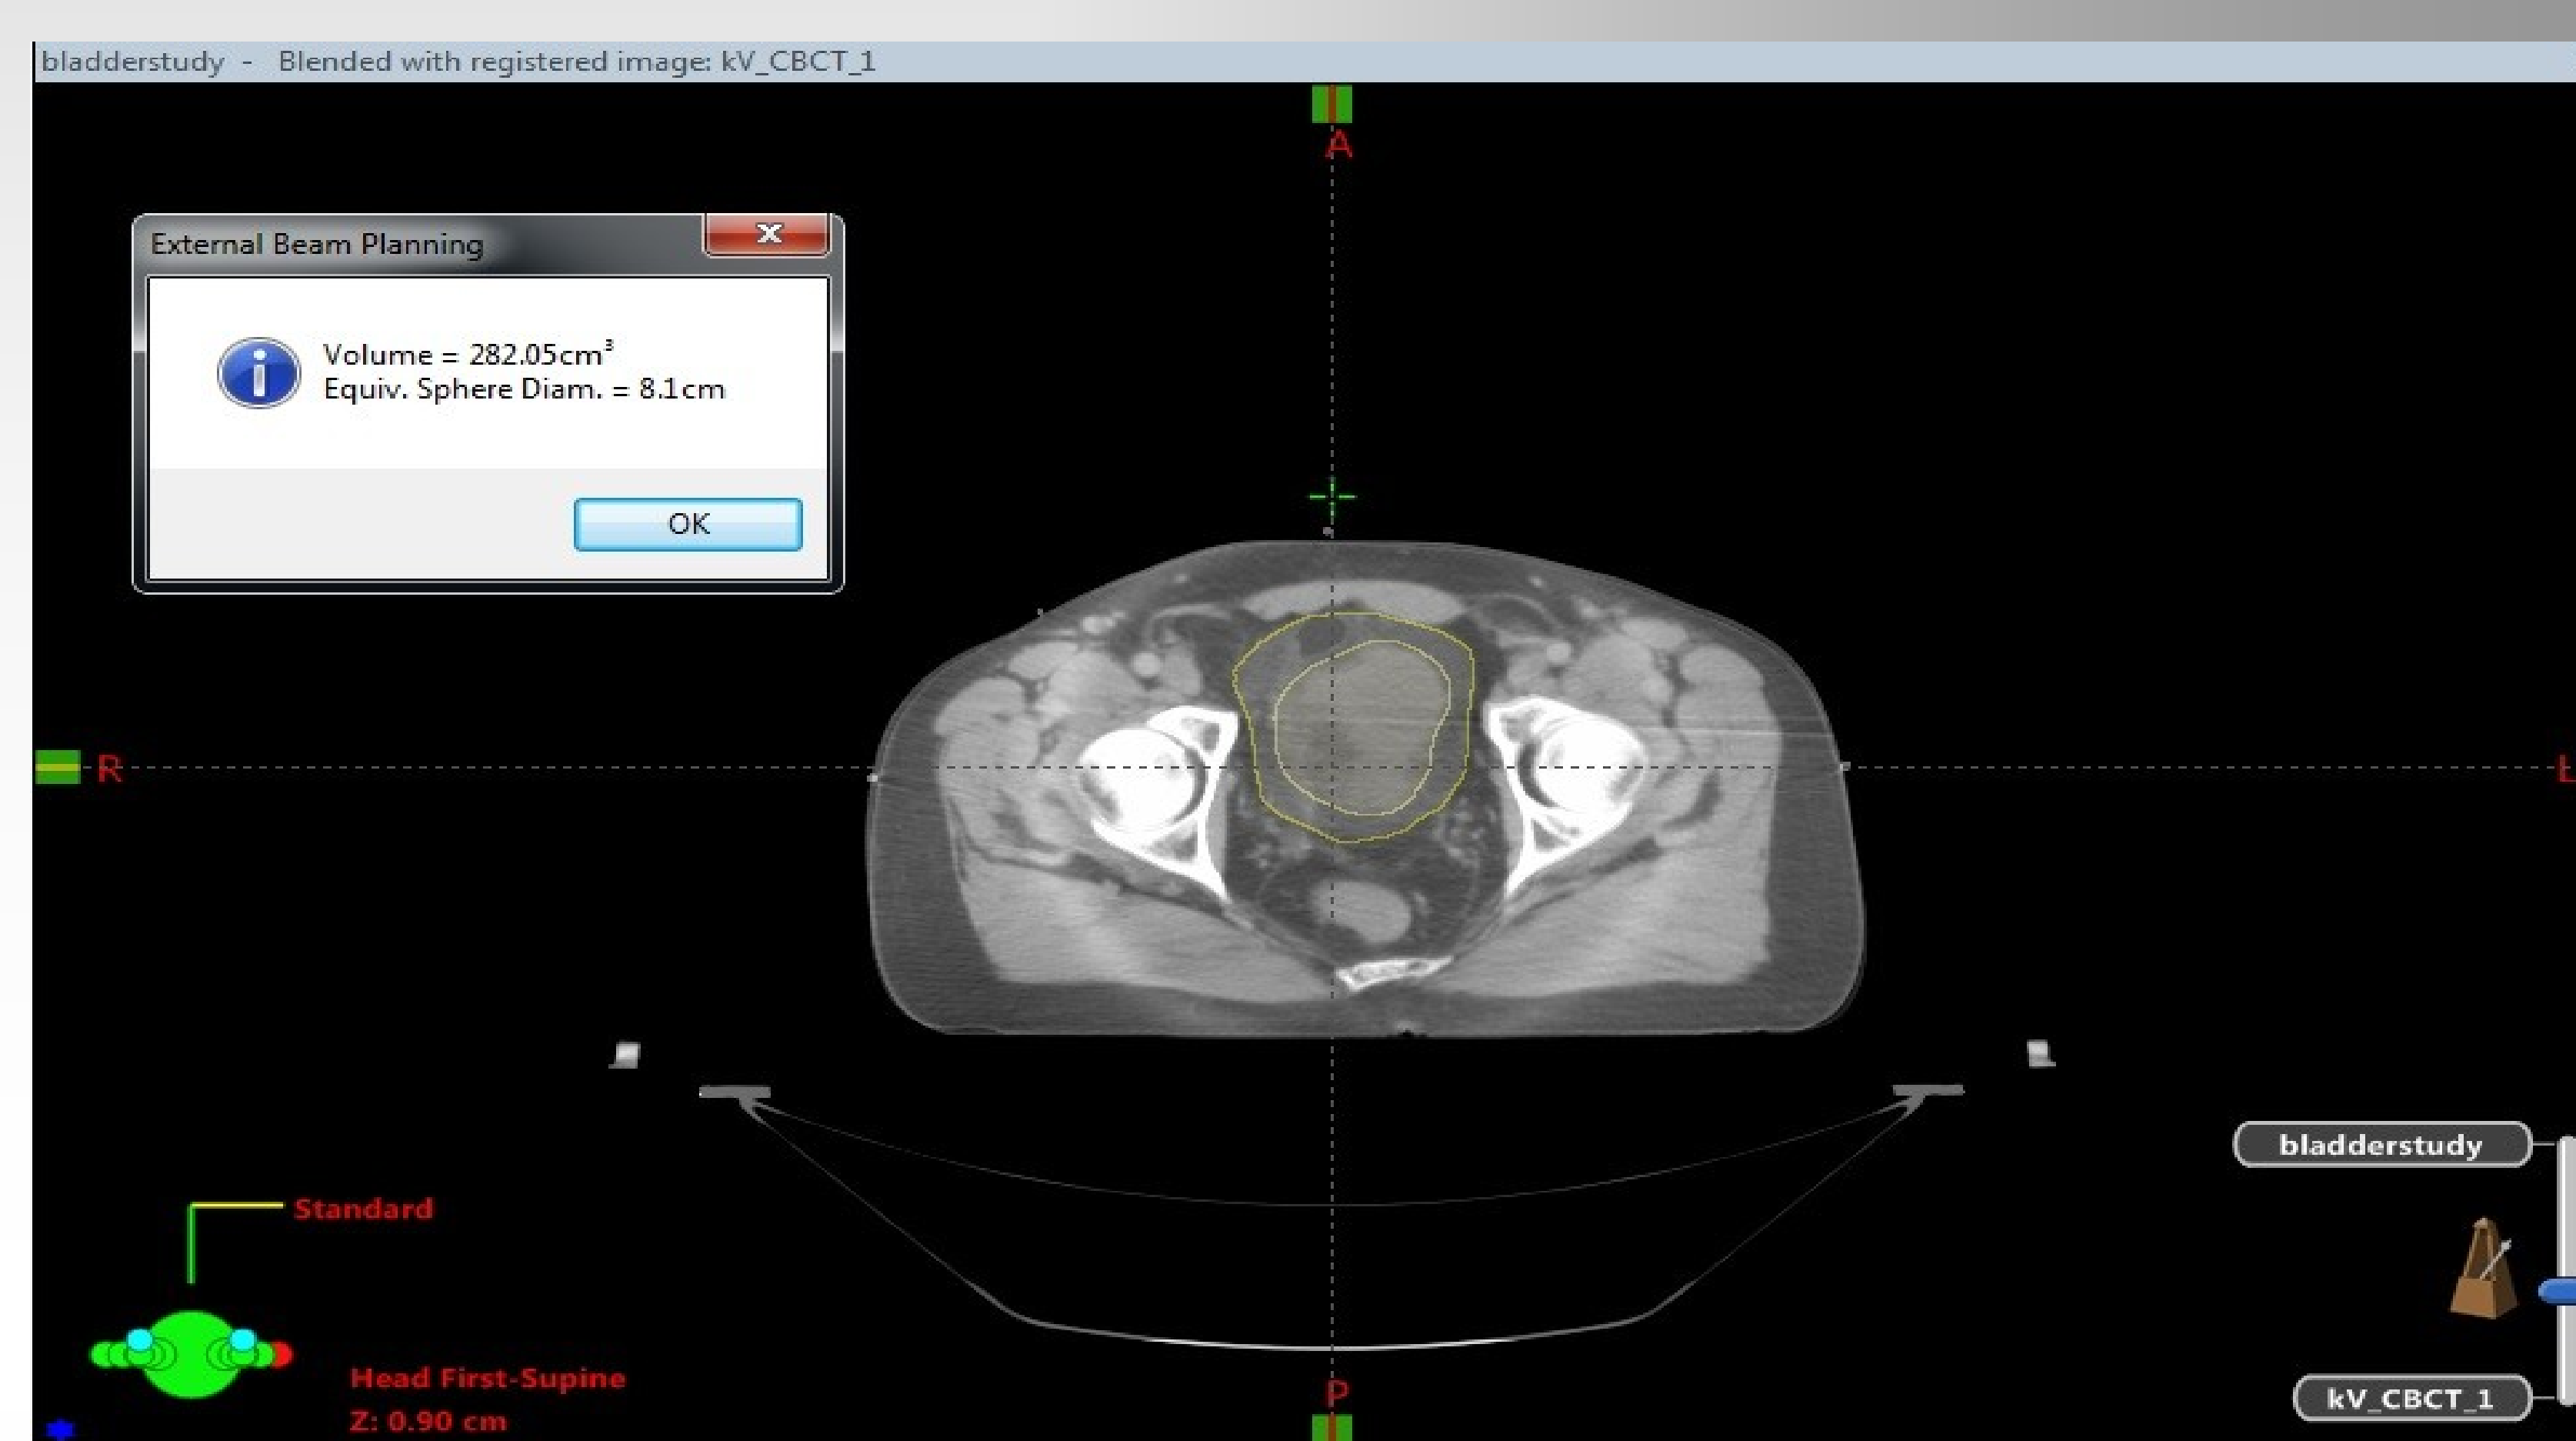 bladderstudy - Blended with registered image: kV_CBCT_1
A
External Beam Planning
Volume = 282.05cm³
Equiv. Sphere Diam. = 8.1cm
OK
R
L
bladderstudy
Standard
Head First-Supine
P
kV_CBCT_1
Z: 0.90 cm